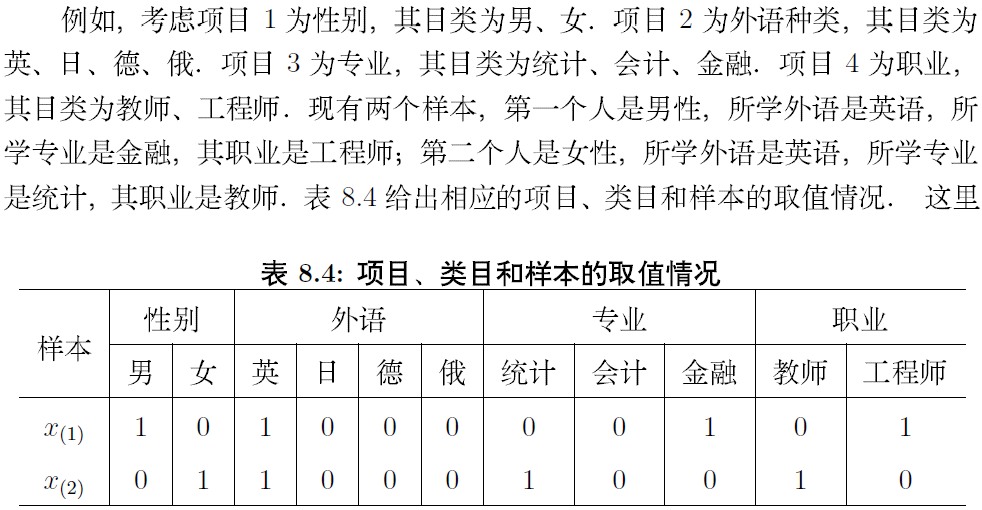 例如, 考虑项目 1 为性别, 其目类为男、女. 项目 2 为外语种类, 其目类为
英、日、德、俄. 项目 3 为专业, 其目类为统计、会计、金融. 项目 4 为职业,
其目类为教师、工程师. 现有两个样本, 第一个人是男性, 所学外语是英语, 所
学专业是金融, 其职业是工程师; 第二个人是女性, 所学外语是英语, 所学专业
是统计, 其职业是教师. 表 8.4 给出相应的项目、类目和样本的取值情况. 这里
表 8.4: 项目、类目和样本的取值情况
样本 性别 外语 专业 职业
男 女 英 日 德 俄 统计 会计 金融 教师 工程师
x(1) 1 0 1 0 0 0 0 0 1 0 1
x(2) 0 1 1 0 0 0 1 0 0 1 0